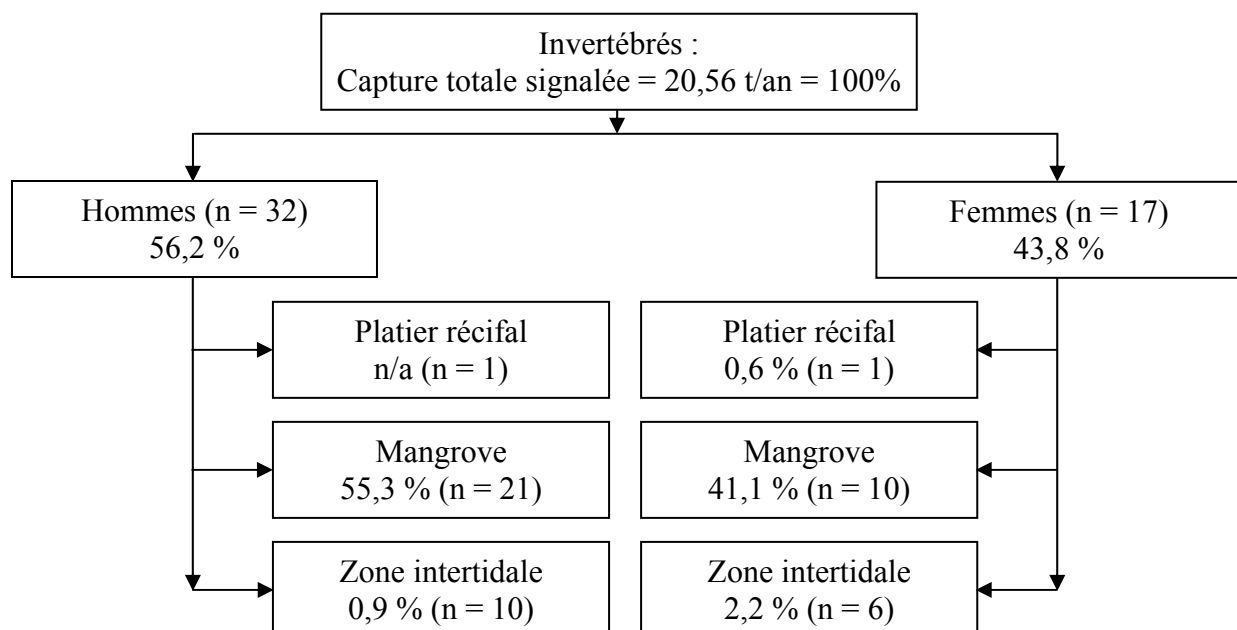 Invertébrés :
Capture totale signalée = 20,56 t/an = 100%
Hommes (n = 32)
56,2 %
Femmes (n = 17)
43,8 %
Platier récifal
n/a (n = 1)
Platier récifal
0,6 % (n = 1)
Mangrove
55,3 % (n = 21)
Mangrove
41,1 % (n = 10)
Zone intertidale
0,9 % (n = 10)
Zone intertidale
2,2 % (n = 6)